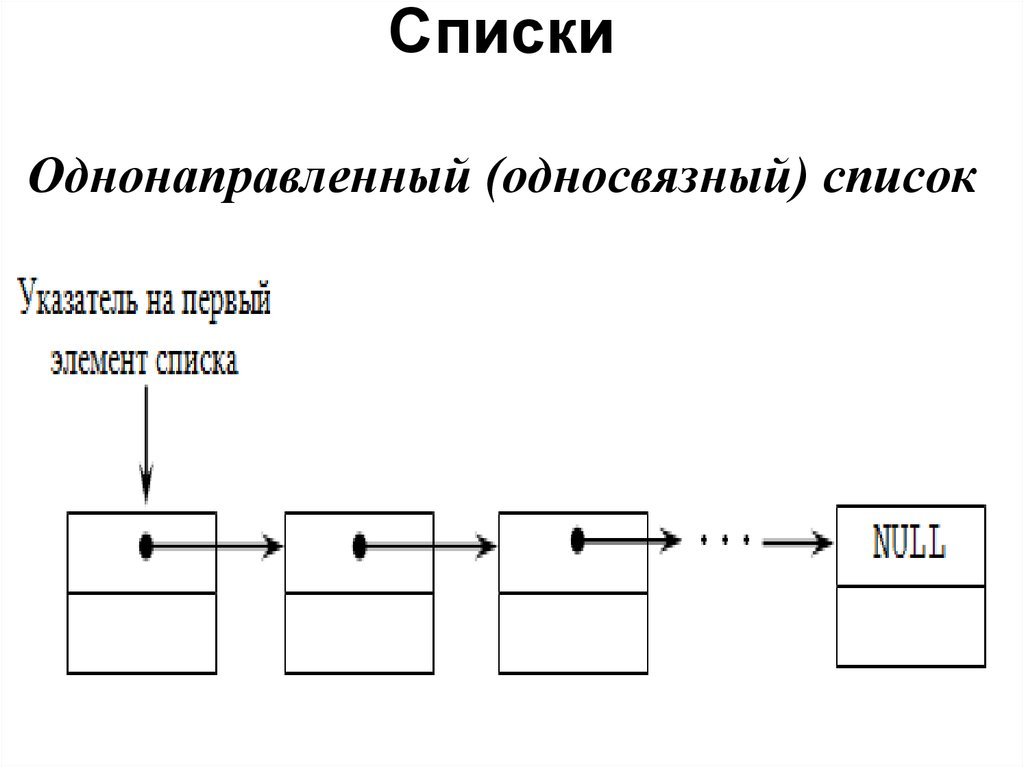 Списки
Однонаправленный (односвязный) список
Указатель на первый
элемент списка
. . .
NULL